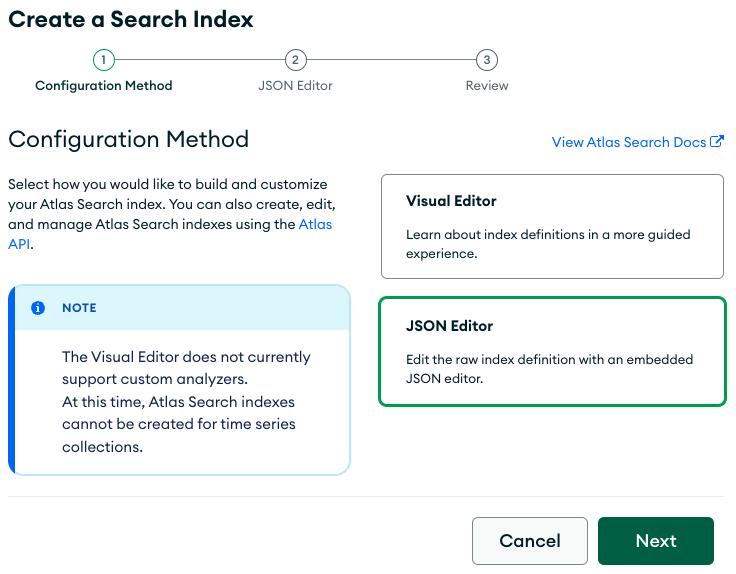 Create a Search Index
1
2
3
Configuration Method
JSON Editor
Review
Configuration Method
View Atlas Search Docs
Select how you would like to build and customize
your Atlas Search index. You can also create, edit,
and manage Atlas Search indexes using the Atlas
API.
NOTE
The Visual Editor does not currently
support custom analyzers.
At this time, Atlas Search indexes
cannot be created for time series
collections.
Visual Editor
Learn about index definitions in a more guided
experience.
JSON Editor
Edit the raw index definition with an embedded
JSON editor.
Cancel
Next